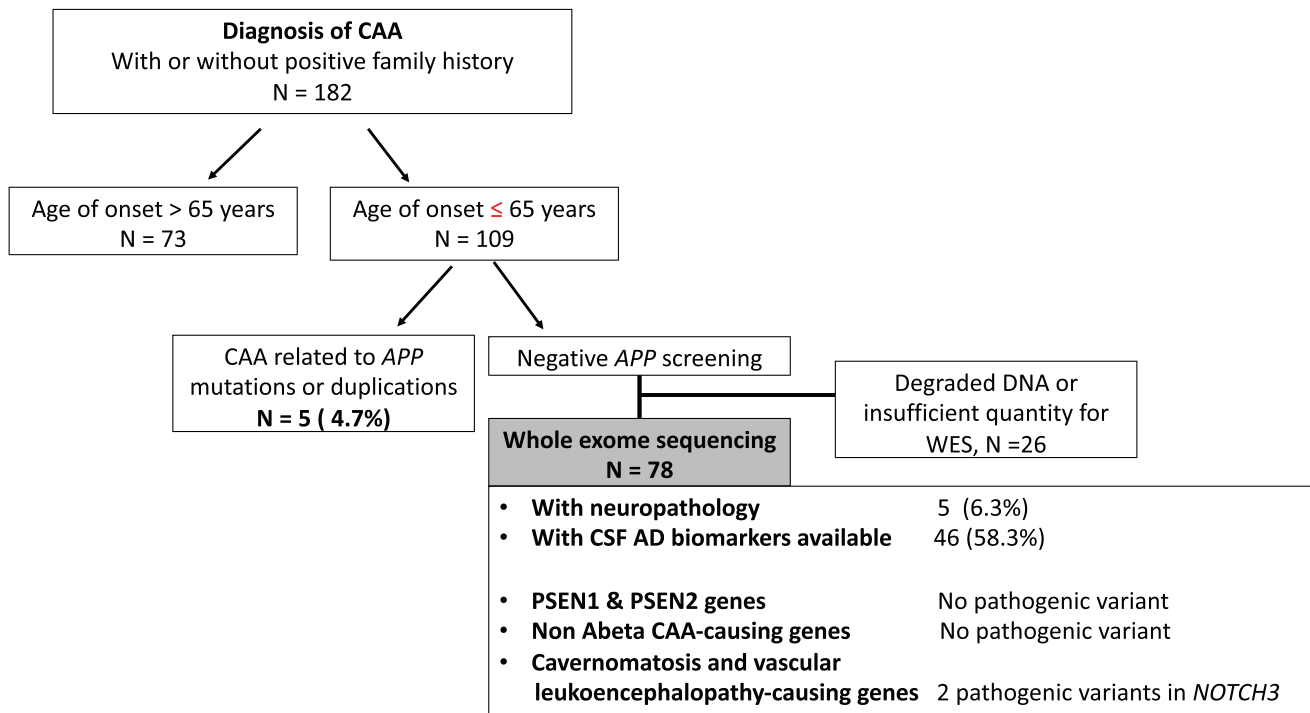 Diagnosis of CAA
With or without positive family history
N = 182
Age of onset > 65 years
N = 73
Age of onset ≤ 65 years
N = 109
CAA related to APP
mutations or duplications
N = 5 ( 4.7%)
Negative APP screening
Degraded DNA or
insufficient quantity for
WES, N =26
Whole exome sequencing
N = 78
• With neuropathology 5 (6.3%)
• With CSF AD biomarkers available 46 (58.3%)
• PSEN1 & PSEN2 genes No pathogenic variant
• Non Abeta CAA-causing genes No pathogenic variant
• Cavernomatosis and vascular
leukoencephalopathy-causing genes 2 pathogenic variants in NOTCH3